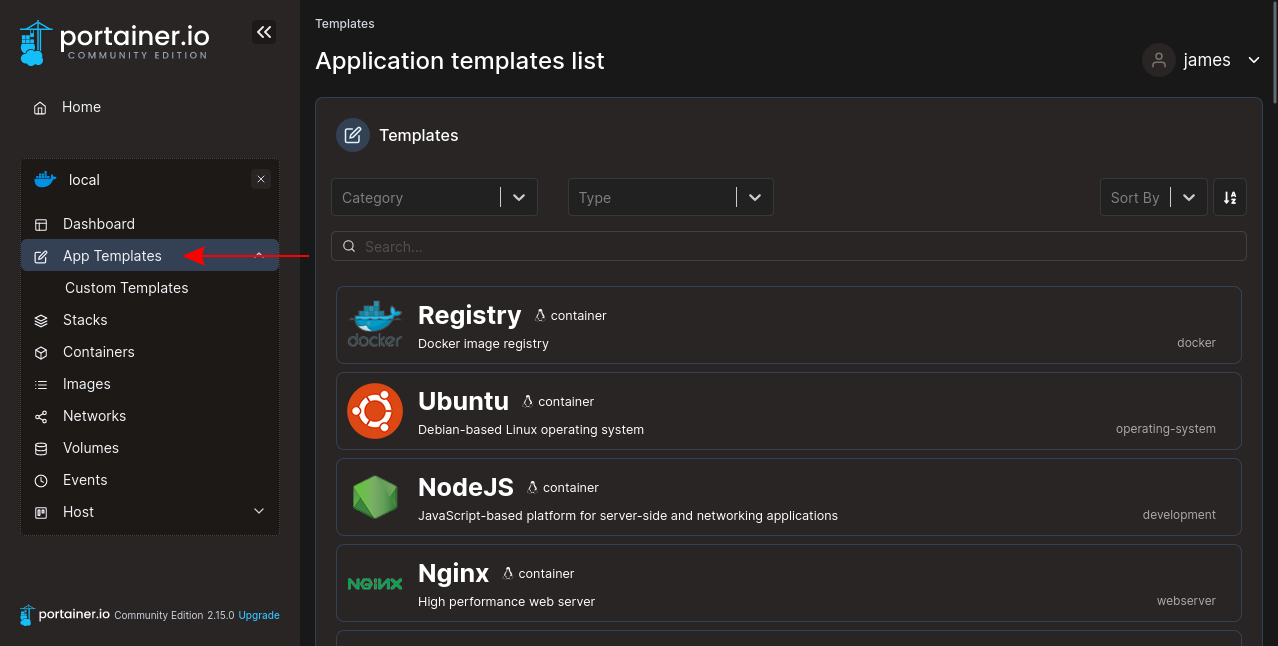 portainer.io
COMMUNITY EDITION
Home
local
Dashboard
App Templates
Custom Templates
Stacks
Containers
Images
Networks
Volumes
Events
Host
portainer.io Community Edition 2.15.0 Upgrade
Templates
Application templates list
james
Templates
Category
Type
Sort By
Search...
docker
Registry container
Docker image registry
docker
Ubuntu container
Debian-based Linux operating system
operating-system
NodeJS container
JavaScript-based platform for server-side and networking applications
development
NGINX
Nginx container
High performance web server
webserver